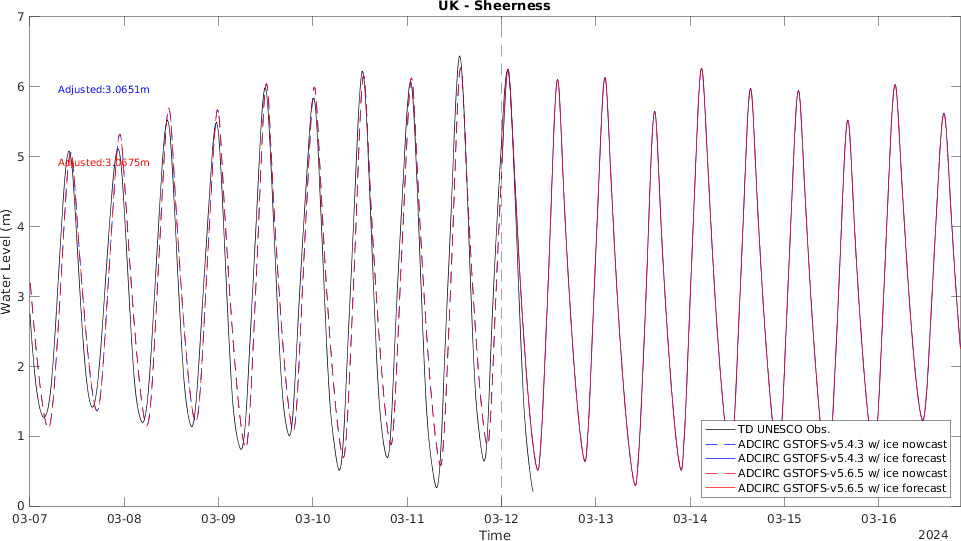 UK - Sheerness
7
6
5
4
3
2
1
0
Water Level (m)
Adjusted:3.0651m
Adjusted:3.0675m
TD UNESCO Obs.
ADCIRC GSTOFS-v5.4.3 w/ ice nowcast
ADCIRC GSTOFS-v5.4.3 w/ ice forecast
ADCIRC GSTOFS-v5.6.5 w/ ice nowcast
ADCIRC GSTOFS-v5.6.5 w/ ice forecast
03-07 03-08 03-09 03-10 03-11 03-12 03-13 03-14 03-15 03-16
Time
2024